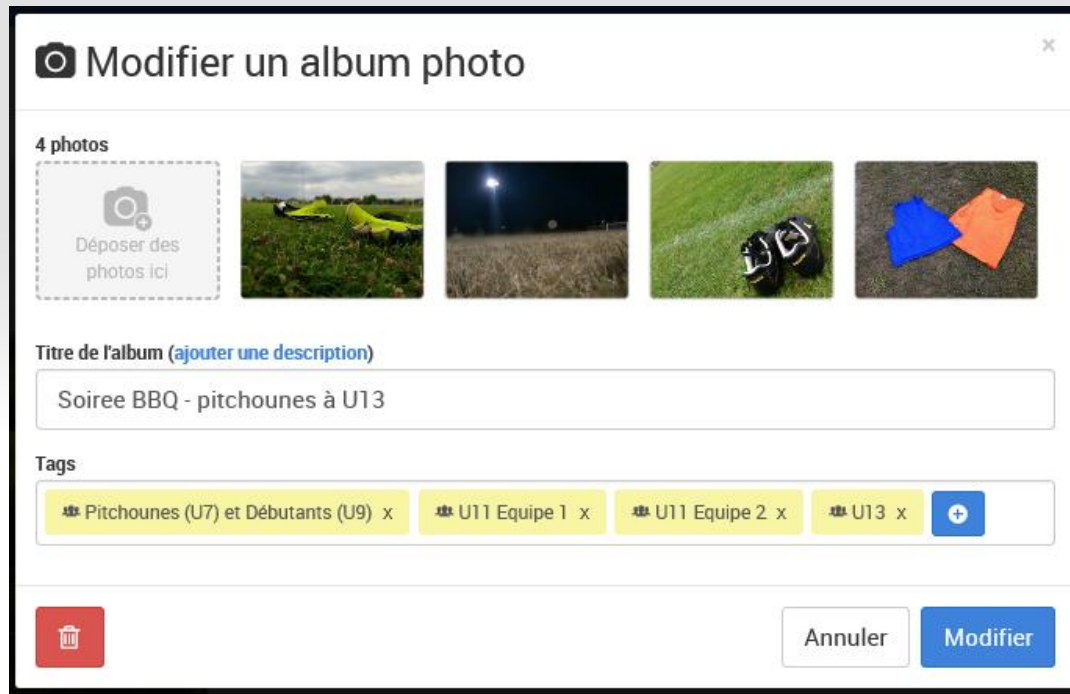 Modifier un album photo
×
4 photos
Déposer des
photos ici
Titre de l'album (ajouter une description)
Soiree BBQ - pitchounes à U13
Tags
Pitchounes (U7) et Débutants (U9) x
U11 Equipe 1 x
U11 Equipe 2 x
U13 x
Annuler
Modifier